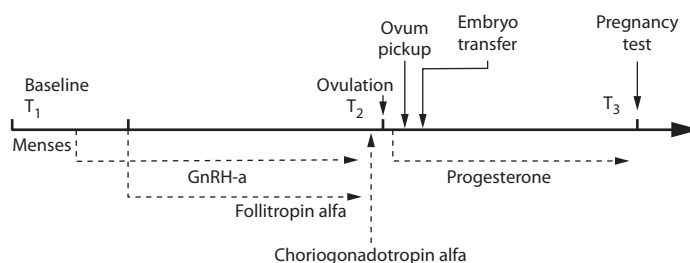 Ovum
pickup
Embryo
transfer
Pregnancy
test
Baseline
T1
Ovulation
T2
T3
Menses
GnRH-a
Progesterone
Follitropin alfa
Choriogonadotropin alfa